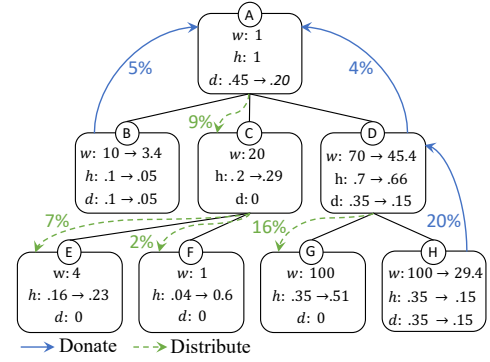 A
w: 1
h: 1
d: .45 → .20
5%
4%
9%
B
w: 10 → 3.4
h: .1 → .05
d: .1 → .05
C
w: 20
h: .2 → .29
d: 0
D
w: 70 → 45.4
h: .7 → .66
d: .35 → .15
7%
2%
16%
20%
E
w: 4
h: .16 → .23
d: 0
F
w: 1
h: .04 → 0.6
d: 0
G
w: 100
h: .35 → .51
d: 0
H
w: 100 → 29.4
h: .35 → .15
d: .35 → .15
Donate
Distribute